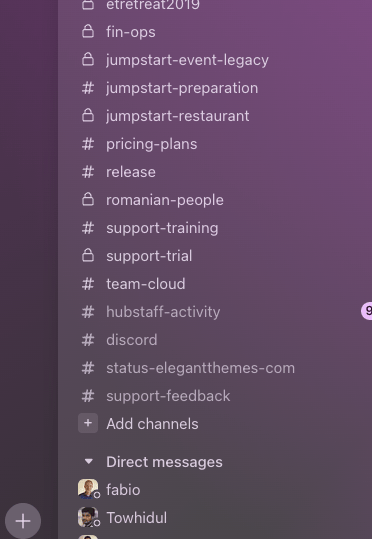 etretreat2019
fin-ops
jumpstart-event-legacy
# jumpstart-preparation
jumpstart-restaurant
# pricing-plans
# release
romanian-people
# support-training
support-trial
# team-cloud
# hubstaff-activity 9
# discord
# status-elegantthemes-com
# support-feedback
+ Add channels
Direct messages
fabio
Towhidul